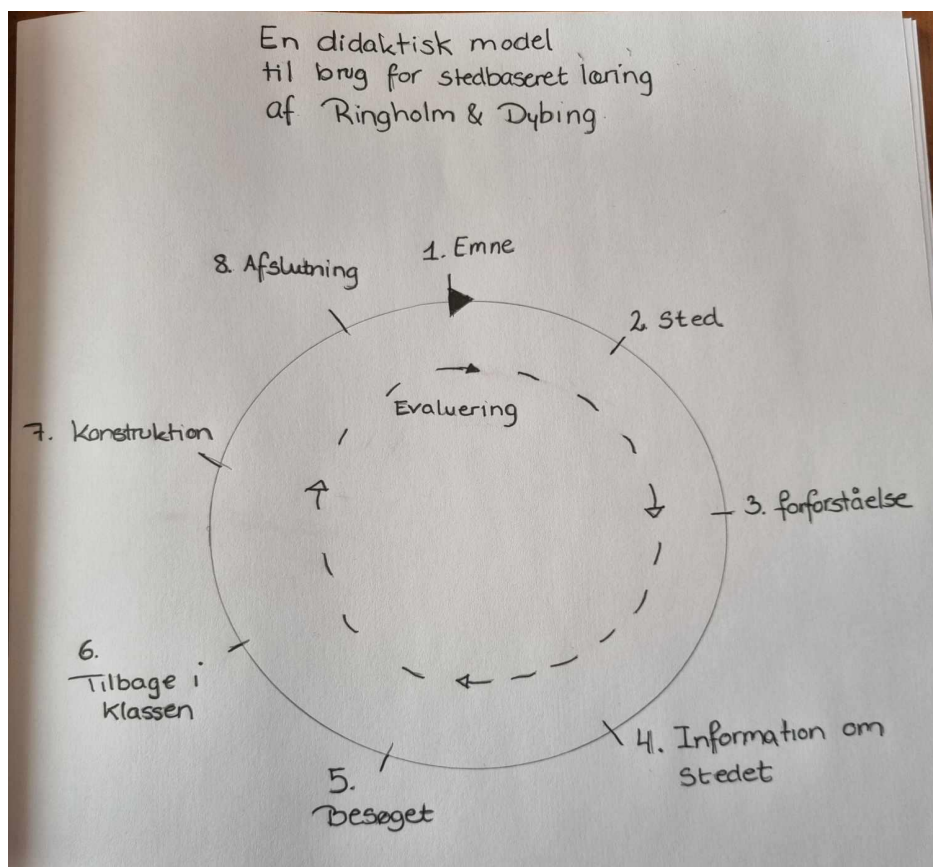 En didaktisk model
til brug for stedbaseret læring
af Ringholm & Dybing
1. Emne
2. Sted
3. forforståelse
4. Information om
stedet
5.
Besøget
6.
Tilbage i
klassen
7. Konstruktion
8. Afslutning
Evaluering